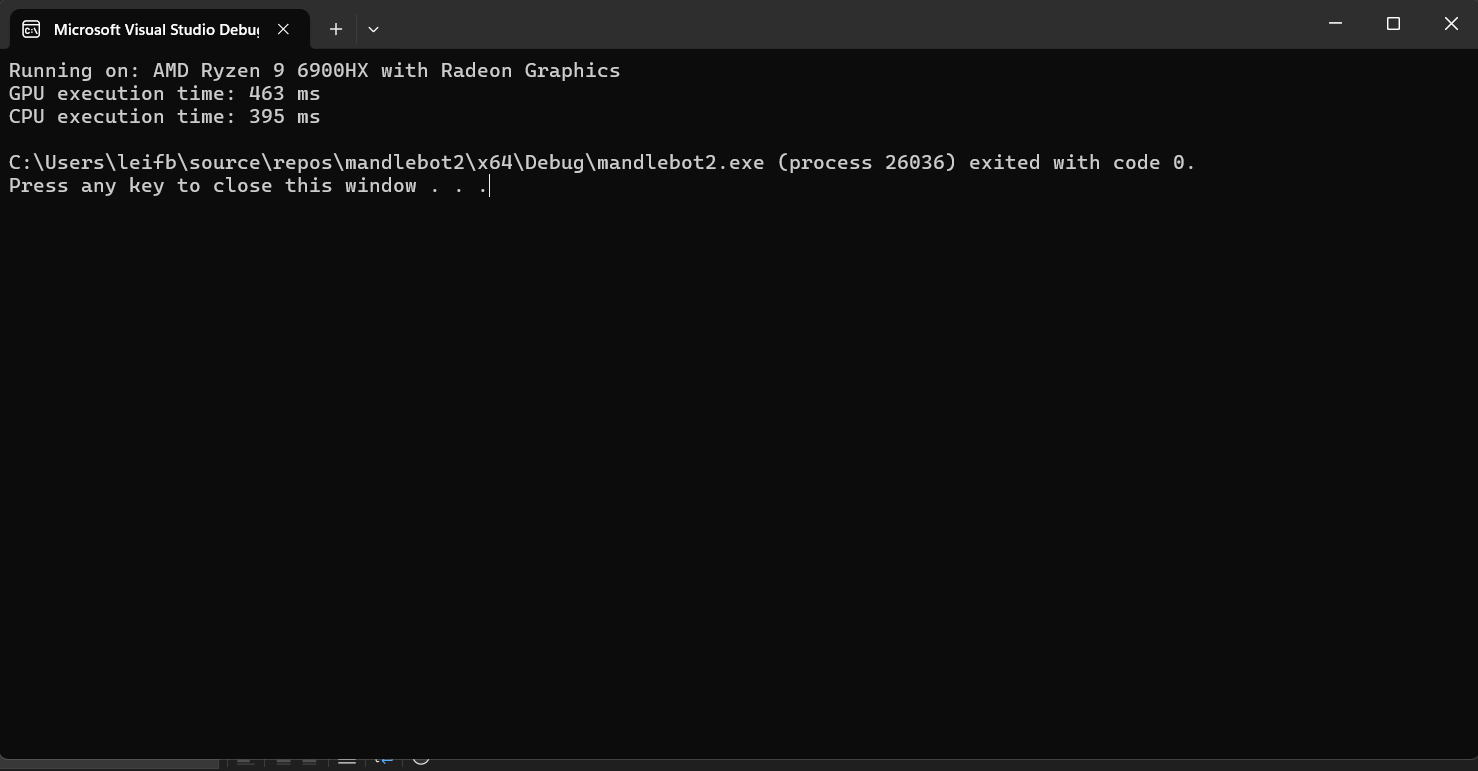 Microsoft Visual Studio Debug
Running on: AMD Ryzen 9 6900HX with Radeon Graphics
GPU execution time: 463 ms
CPU execution time: 395 ms
C:\Users\leifb\source\repos\mandlebot2\x64\Debug\mandlebot2.exe (process 26036) exited with code 0.
Press any key to close this window . . .